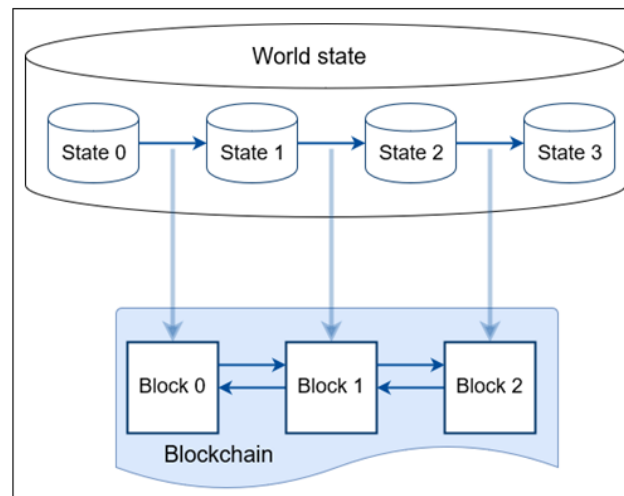 World state
State 0
State 1
State 2
State 3
Block 0
Block 1
Block 2
Blockchain